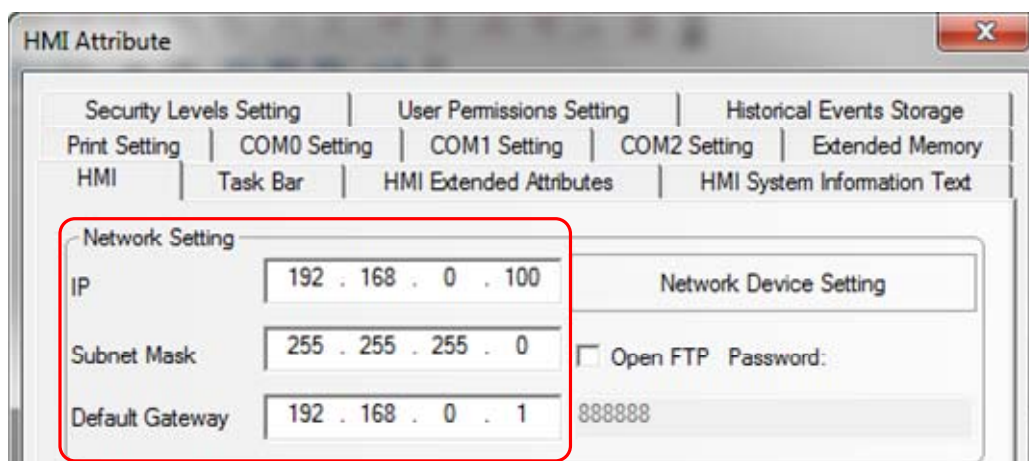 HMI Attribute
Security Levels Setting User Permissions Setting Historical Events Storage
Print Setting COM0 Setting COM1 Setting COM2 Setting Extended Memory
HMI Task Bar HMI Extended Attributes HMI System Information Text
Network Setting
IP 192 . 168 . 0 . 100 Network Device Setting
Subnet Mask 255 . 255 . 255 . 0 Open FTP Password:
Default Gateway 192 . 168 . 0 . 1 888888